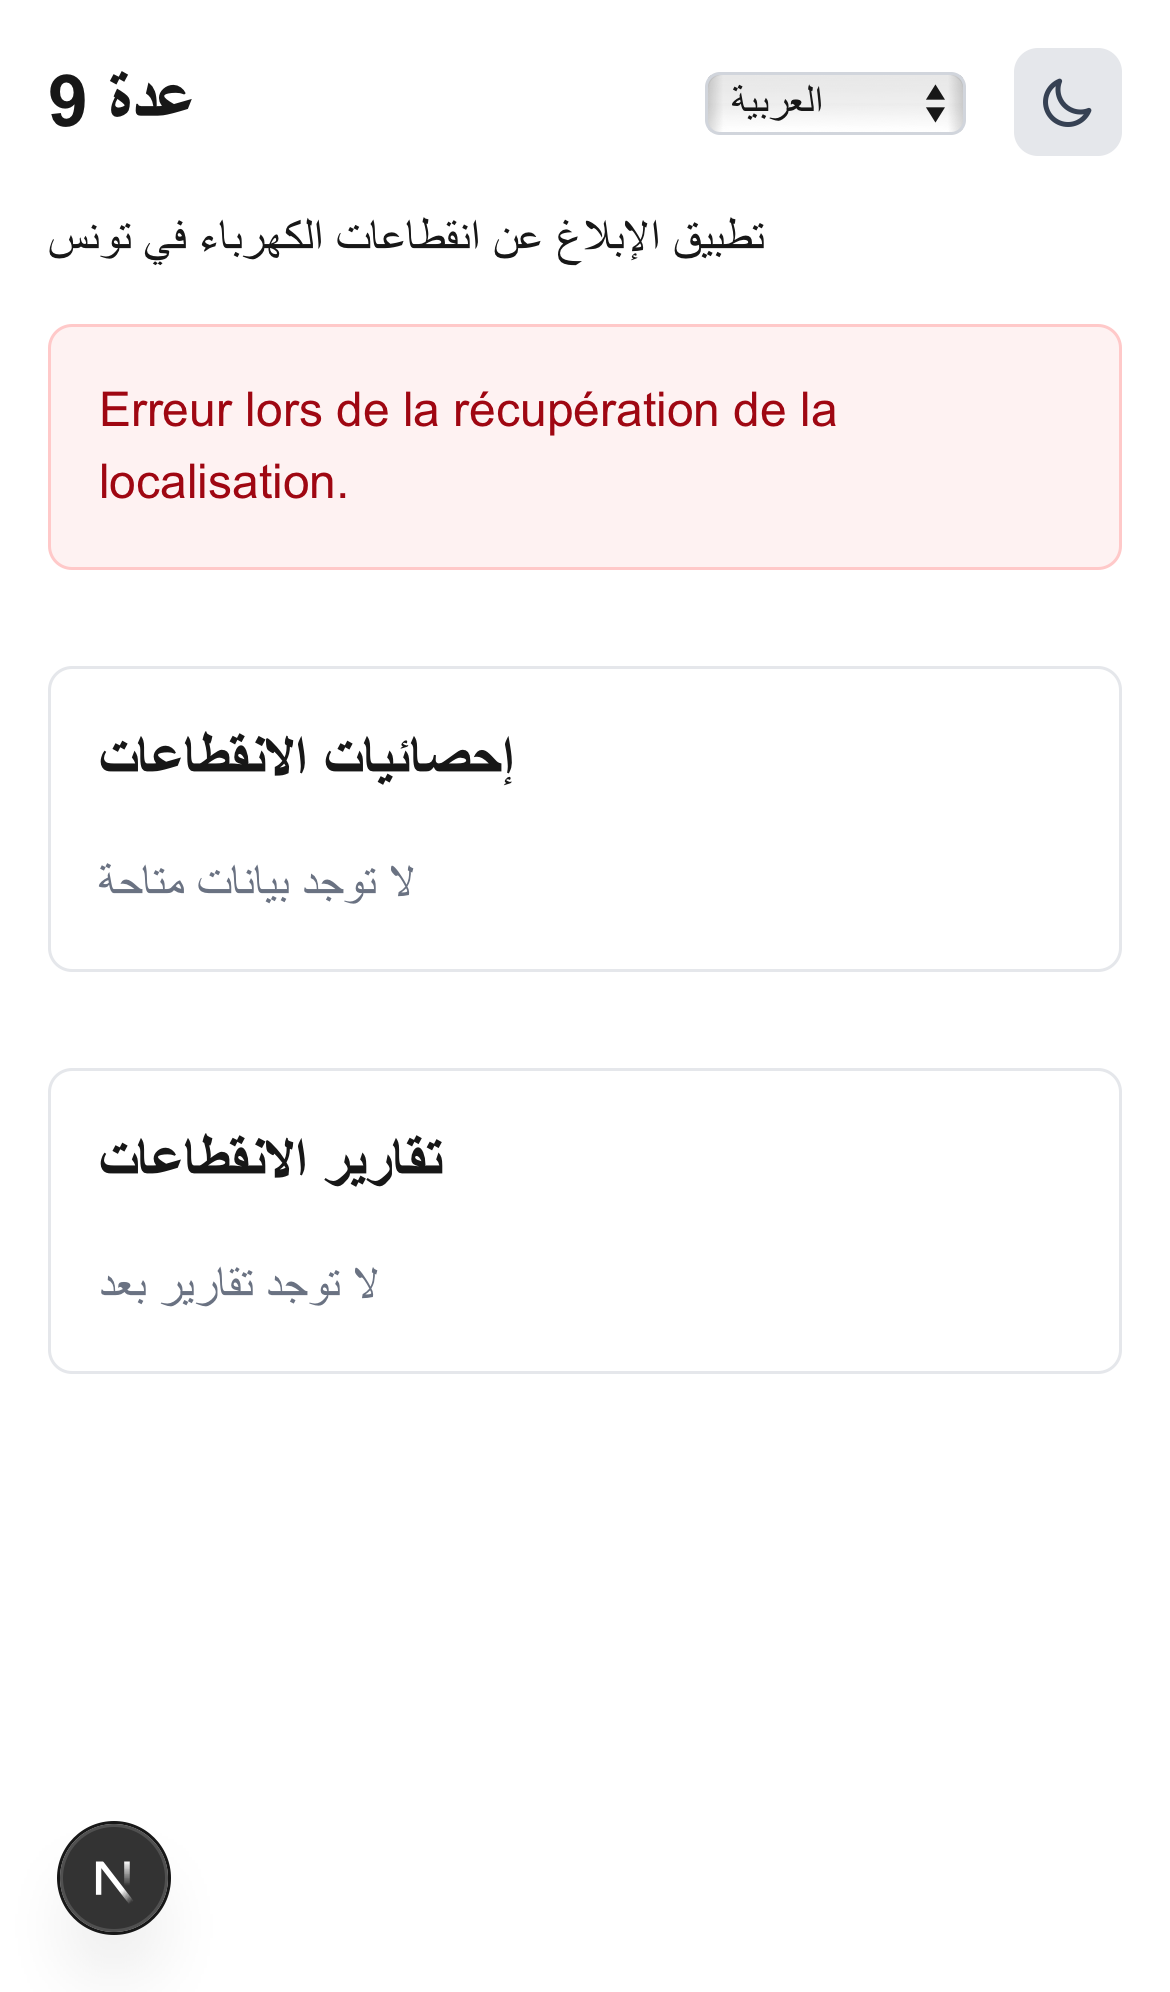 عدة 9
العربية
تطبيق الإبلاغ عن انقطاعات الكهرباء في تونس
Erreur lors de la récupération de la
localisation.
إحصائيات الانقطاعات
لا توجد بيانات متاحة
تقارير الانقطاعات
لا توجد تقارير بعد
N